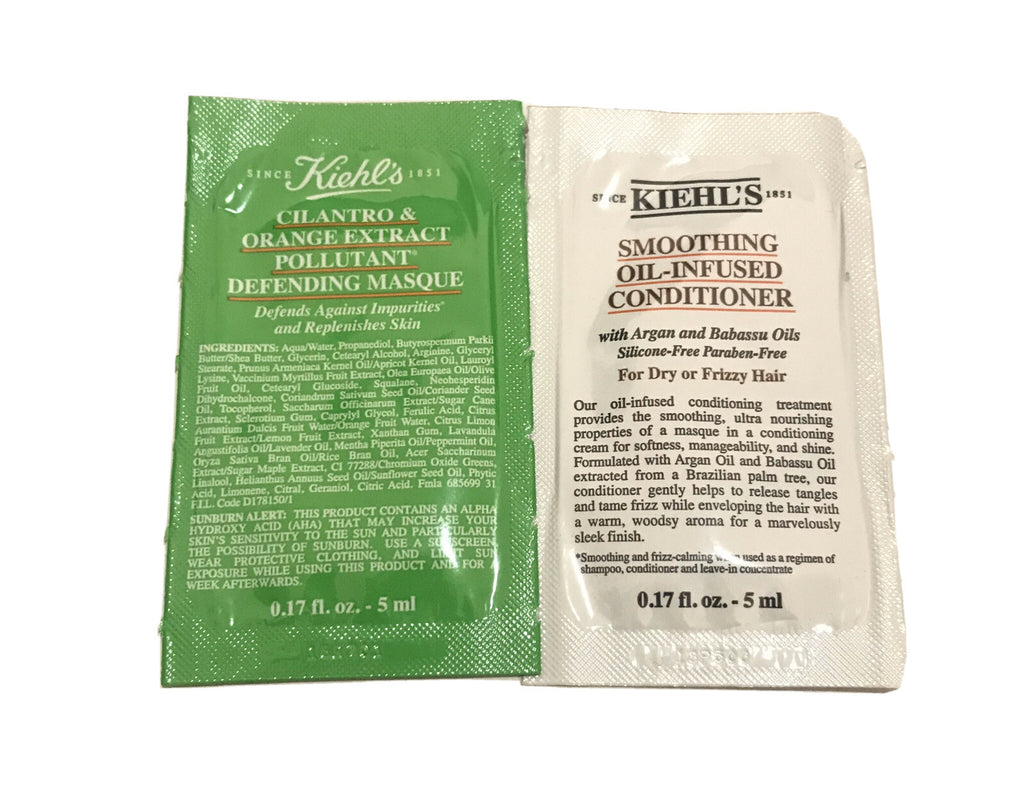 SINCE Kiehl's 1851
CILANTRO &
ORANGE EXTRACT
POLLUTANT*
DEFENDING MASQUE
Defends Against Impurities*
and Replenishes Skin
INGREDIENTS: Aqua/Water, Propanediol, Butyrospermum Parkii
Butter/Shea Butter, Glycerin, Cetearyl Alcohol, Arginine, Glyceryl
Stearate, Prunus Armeniaca Kernel Oil/Apricot Kernel Oil, Lauroyl
Lysine, Vaccinium Myrtillus Fruit Extract, Olea Europaea Oil/Olive
Fruit Oil, Cetearyl Glucoside, Squalane, Neohesperidin
Dihydrochalcone, Coriandrum Sativum Seed Oil/Coriander Seed
Oil, Tocopherol, Saccharum Officinarum Extract/Sugar Cane
Extract, Sclerotium Gum, Caprylyl Glycol, Ferulic Acid, Citrus
Aurantium Dulcis Fruit Water/Orange Fruit Water, Citrus Limon
Fruit Extract/Lemon Fruit Extract, Xanthan Gum, Lavandula
Angustifolia Oil/Lavender Oil, Mentha Piperita Oil/Peppermint Oil,
Oryza Sativa Bran Oil/Rice Bran Oil, Acer Saccharinum
Extract/Sugar Maple Extract, CI 77288/Chromium Oxide Greens,
Linalool, Helianthus Annuus Seed Oil/Sunflower Seed Oil, Phytic
Acid, Limonene, Citral, Geraniol, Citric Acid. Fmla 685699 31
F.I.L. Code D178150/1
SUNBURN ALERT: THIS PRODUCT CONTAINS AN ALPHA
HYDROXY ACID (AHA) THAT MAY INCREASE YOUR
SKIN'S SENSITIVITY TO THE SUN AND PARTICULARLY
THE POSSIBILITY OF SUNBURN. USE A SUNSCREEN,
WEAR PROTECTIVE CLOTHING, AND SUN
EXPOSURE WHILE USING THIS PRODUCT AND FOR A
WEEK AFTERWARDS.
0.17 fl. oz. - 5 ml
SINCE KIEHL'S 1851
SMOOTHING
OIL-INFUSED
CONDITIONER
with Argan and Babassu Oils
Silicone-Free Paraben-Free
For Dry or Frizzy Hair
Our oil-infused conditioning treatment
provides the smoothing, ultra nourishing
properties of a masque in a conditioning
cream for softness, manageability, and shine.
Formulated with Argan Oil and Babassu Oil
extracted from a Brazilian palm tree, our
conditioner gently helps to release tangles
and tame frizz while enveloping the hair with
a warm, woodsy aroma for a marvelously
sleek finish.
*Smoothing and frizz-calming when used as a regimen of
shampoo, conditioner and leave-in concentrate
0.17 fl. oz. - 5 ml